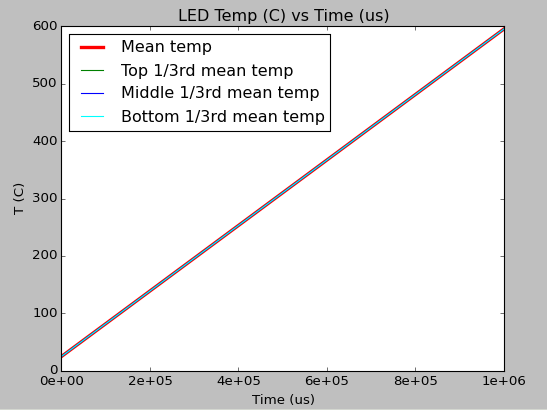 LED Temp (C) vs Time (us)
600
500
400
300
200
100
0
T (C)
Mean temp
Top 1/3rd mean temp
Middle 1/3rd mean temp
Bottom 1/3rd mean temp
0e+00 2e+05 4e+05 6e+05 8e+05 1e+06
Time (us)